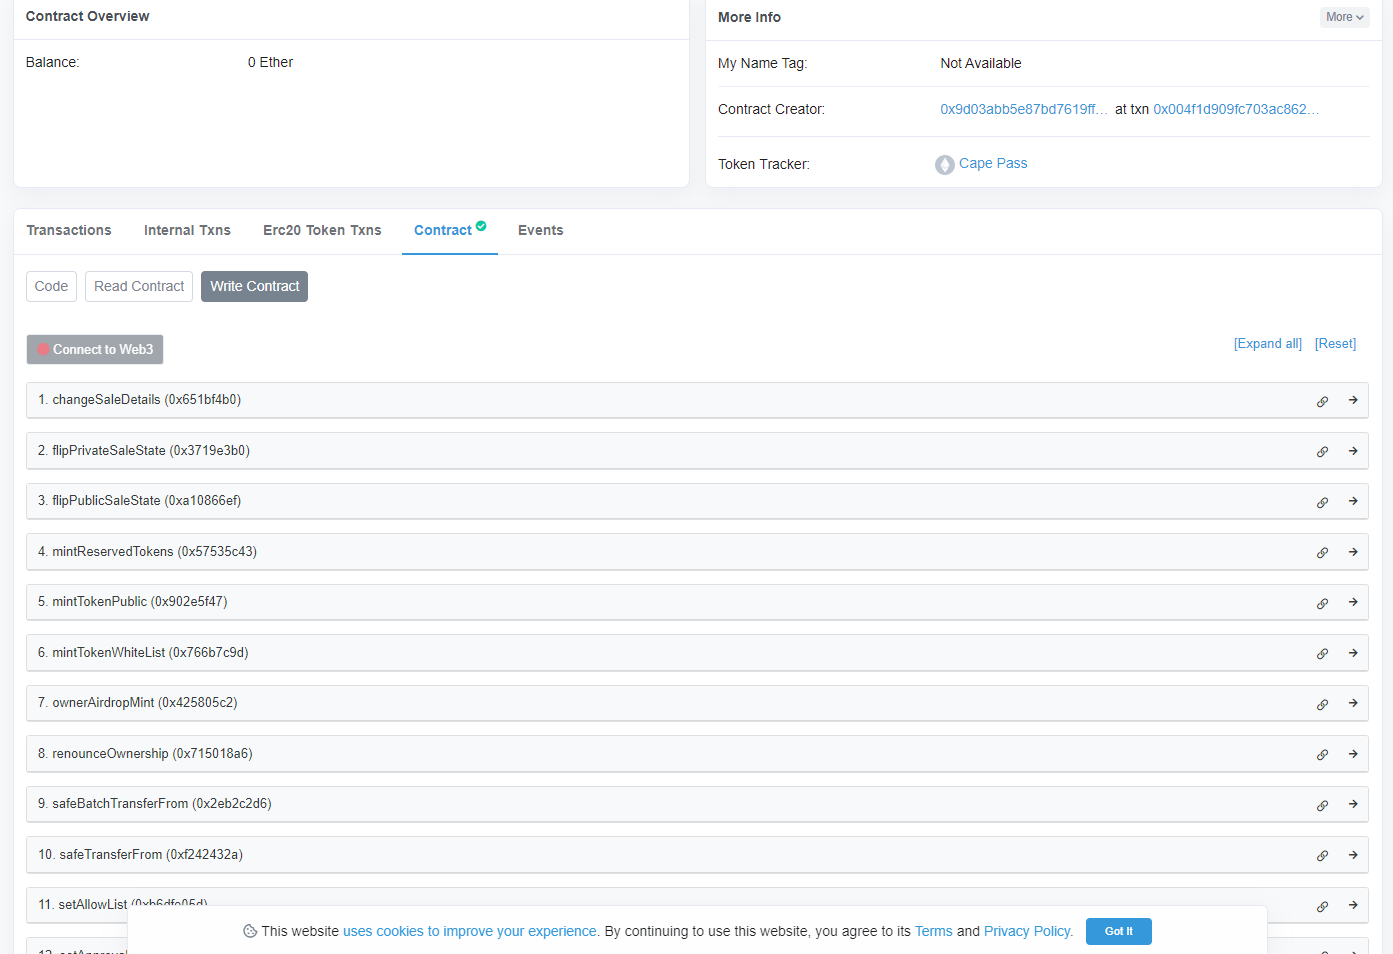 Contract Overview
Balance: 0 Ether
More Info
More
My Name Tag: Not Available
Contract Creator: 0x9d03abb5e87bd7619ff... at txn 0x004f1d909fc703ac862...
Token Tracker: Cape Pass
Transactions Internal Txns Erc20 Token Txns Contract Events
Code Read Contract Write Contract
Connect to Web3 [Expand all] [Reset]
1. changeSaleDetails (0x651bf4b0)
2. flipPrivateSaleState (0x3719e3b0)
3. flipPublicSaleState (0xa10866ef)
4. mintReservedTokens (0x57535c43)
5. mintTokenPublic (0x902e5f47)
6. mintTokenWhiteList (0x766b7c9d)
7. ownerAirdropMint (0x425805c2)
8. renounceOwnership (0x715018a6)
9. safeBatchTransferFrom (0x2eb2c2d6)
10. safeTransferFrom (0xf242432a)
11. setAllowList
This website uses cookies to improve your experience. By continuing to use this website, you agree to its Terms and Privacy Policy.
Got It